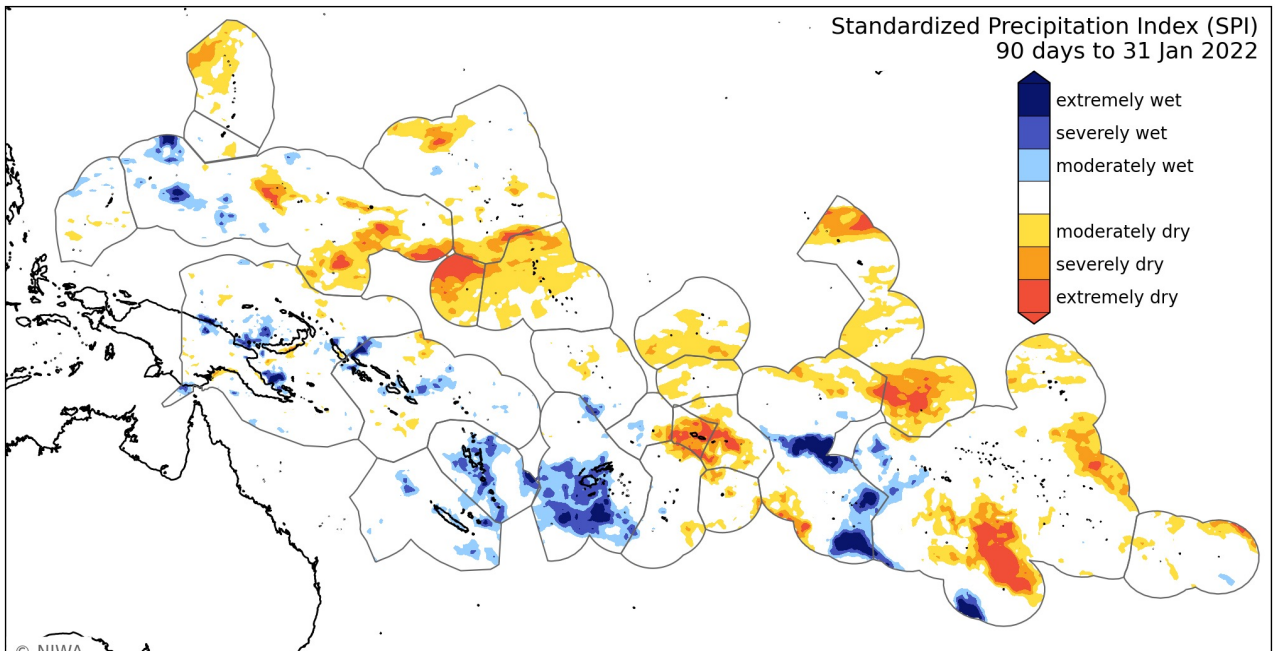 Standardized Precipitation Index (SPI)
90 days to 31 Jan 2022
extremely wet
severely wet
moderately wet
moderately dry
severely dry
extremely dry
© NIWA